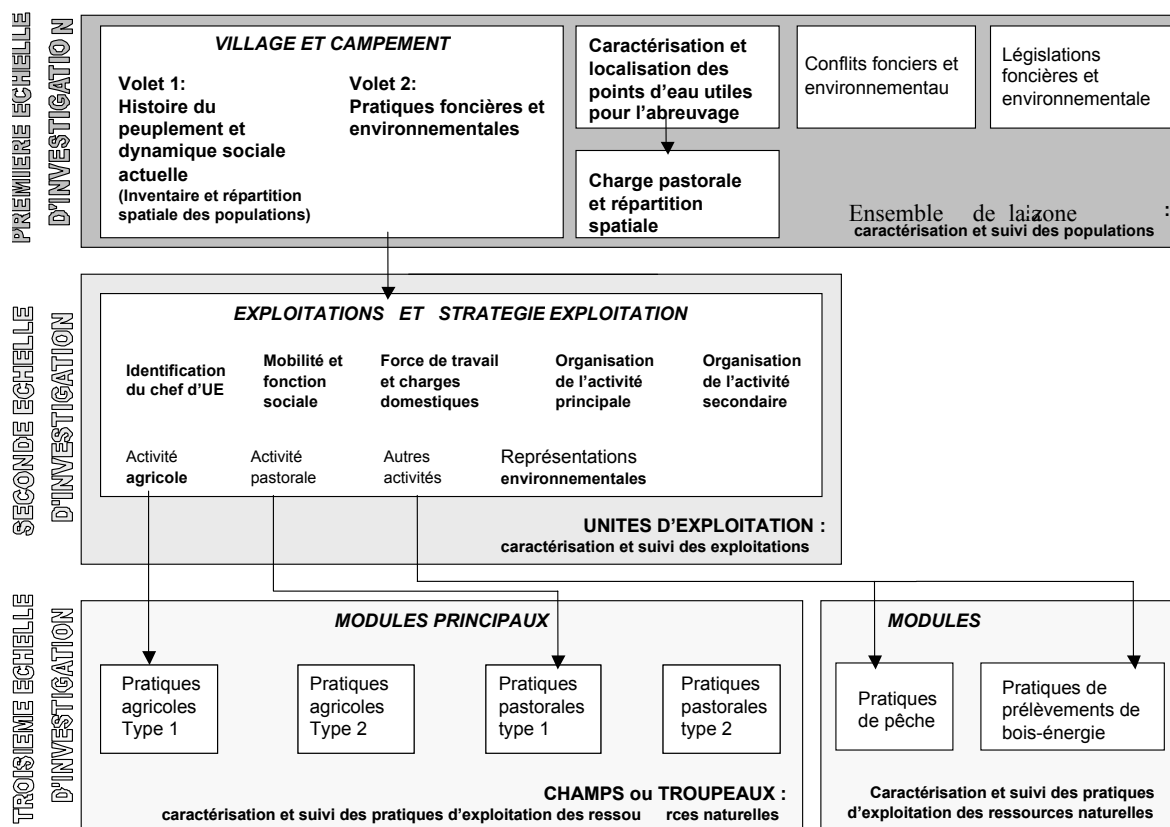 PREMIERE ECHELLE
D'INVESTIGATION
VILLAGE ET CAMPEMENT
Volet 1:
Histoire du
peuplement et
dynamique sociale
actuelle
(Inventaire et répartition
spatiale des populations)
Volet 2:
Pratiques foncières et
environnementales
Caractérisation et
localisation des
points d'eau utiles
pour l'abreuvage
Charge pastorale
et répartition
spatiale
Conflits fonciers et
environnementau
Législations
foncières et
environnementale
Ensemble de la zone :
caractérisation et suivi des populations
SECONDE ECHELLE
D'INVESTIGATION
EXPLOITATIONS ET STRATEGIE EXPLOITATION
Identification
du chef d'UE
Mobilité et
fonction
sociale
Force de travail
et charges
domestiques
Organisation
de l'activité
principale
Organisation
de l'activité
secondaire
Activité
agricole
Activité
pastorale
Autres
activités
Représentations
environnementales
UNITES D'EXPLOITATION :
caractérisation et suivi des exploitations
TROISIEME ECHELLE
D'INVESTIGATION
MODULES PRINCIPAUX
Pratiques
agricoles
Type 1
Pratiques
agricoles
Type 2
Pratiques
pastorales
type 1
Pratiques
pastorales
type 2
CHAMPS ou TROUPEAUX :
caractérisation et suivi des pratiques d'exploitation des ressou rces naturelles
MODULES
Pratiques
de pêche
Pratiques de
prélèvements de
bois-énergie
Caractérisation et suivi des pratiques
d'exploitation des ressources naturelles